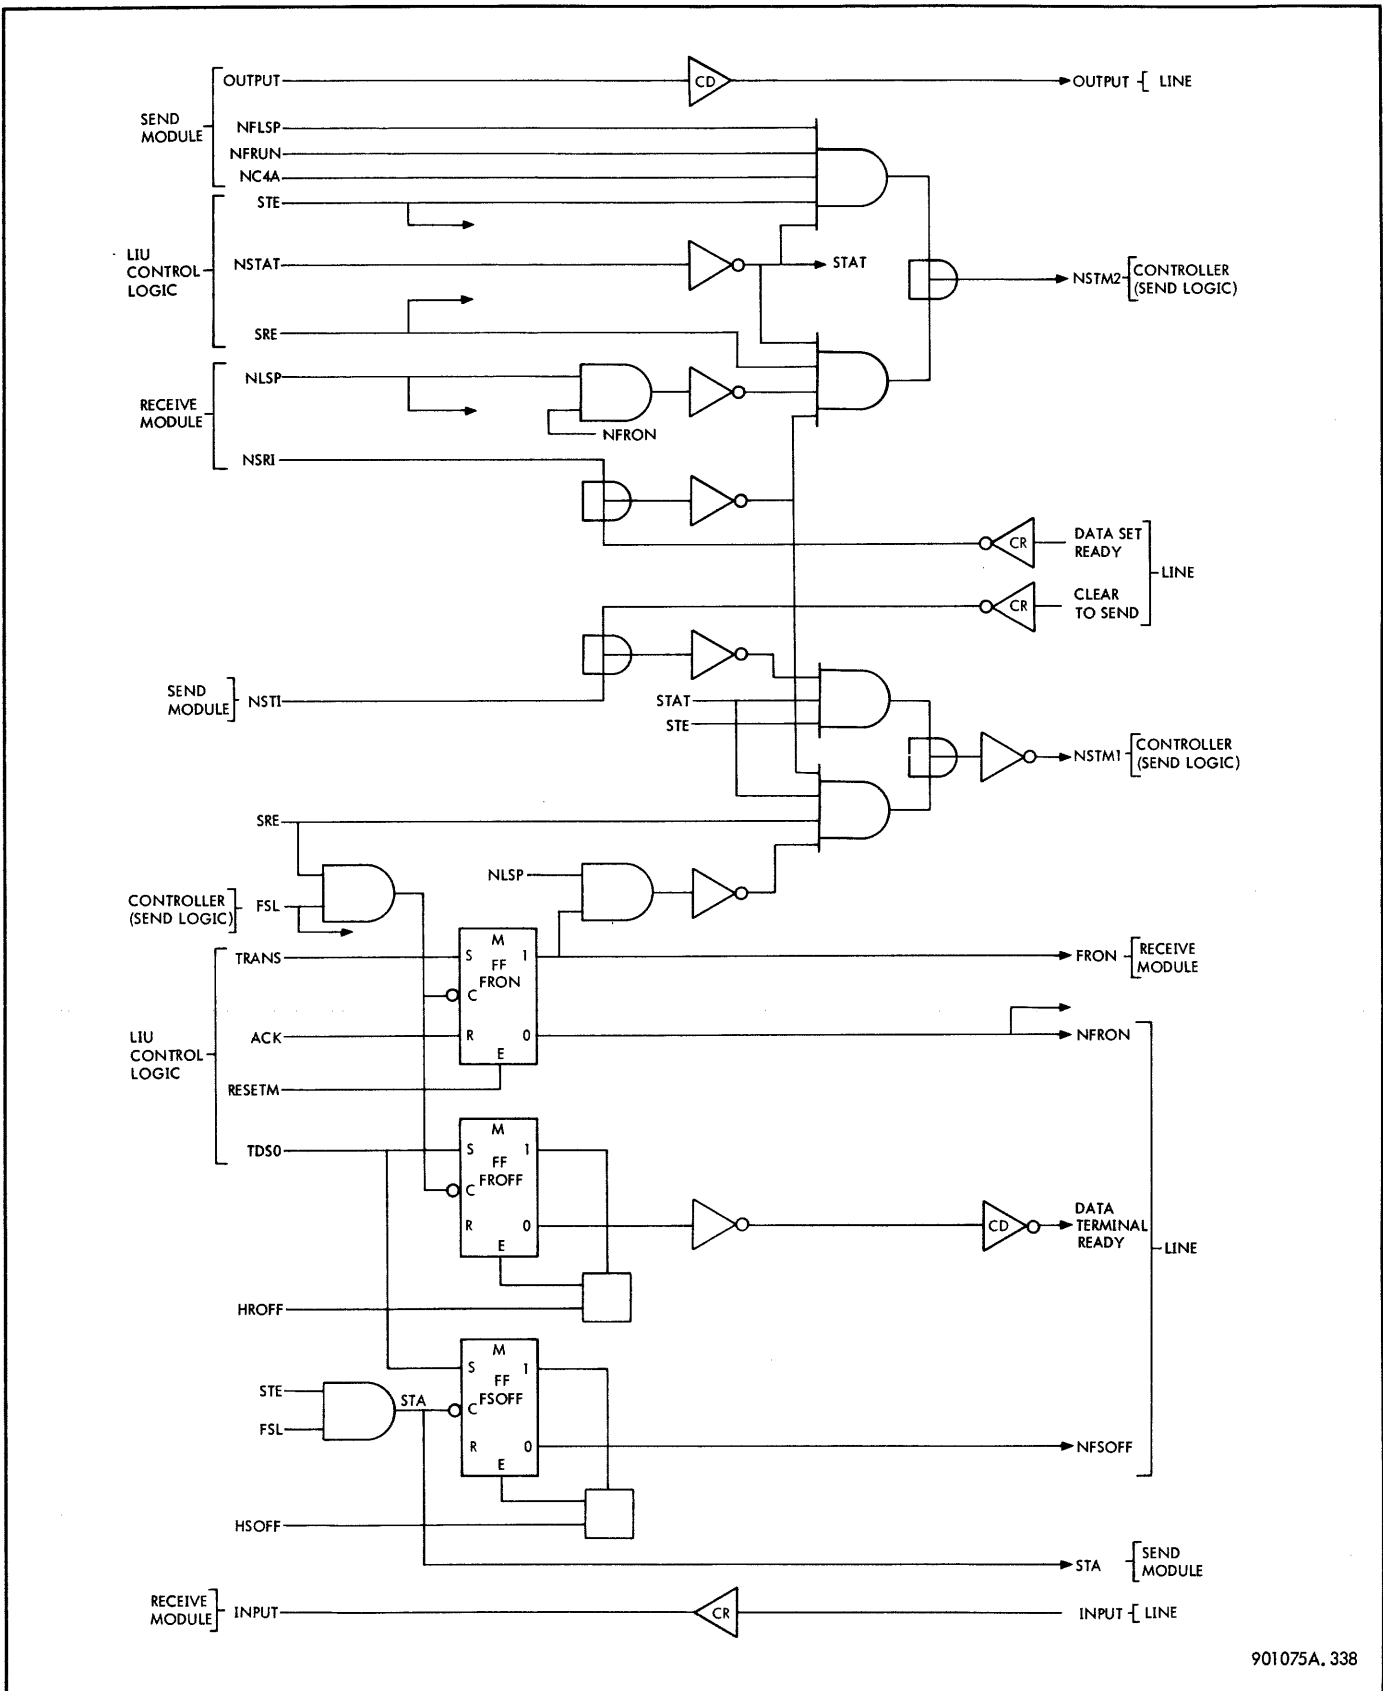 OUTPUT CD OUTPUT LINE
SEND
MODULE
NFLSP
NFRUN
NC4A
STE
LIU
CONTROL
LOGIC
NSTAT STAT
NSTM2 CONTROLLER
(SEND LOGIC)
SRE
NLSP
RECEIVE
MODULE
NFRON
NSRI
CR DATA SET
READY
LINE
CR CLEAR
TO SEND
SEND
MODULE
NSTI
STAT
STE
NSTM1 CONTROLLER
(SEND LOGIC)
SRE
NLSP
CONTROLLER
(SEND LOGIC)
FSL
TRANS S M 1
FF
FRON
C
FRON RECEIVE
MODULE
LIU
CONTROL
LOGIC
ACK R 0
E
NFRON
RESETM
TDS0 S M 1
FF
FROFF
C
R 0
E
CD DATA
TERMINAL
READY
LINE
HROFF
M
S 1
FF
FSOFF
STE
STA
C
FSL
R 0
E
NFSOFF
HSOFF
STA SEND
MODULE
RECEIVE
MODULE
INPUT CR INPUT LINE
901075A.338